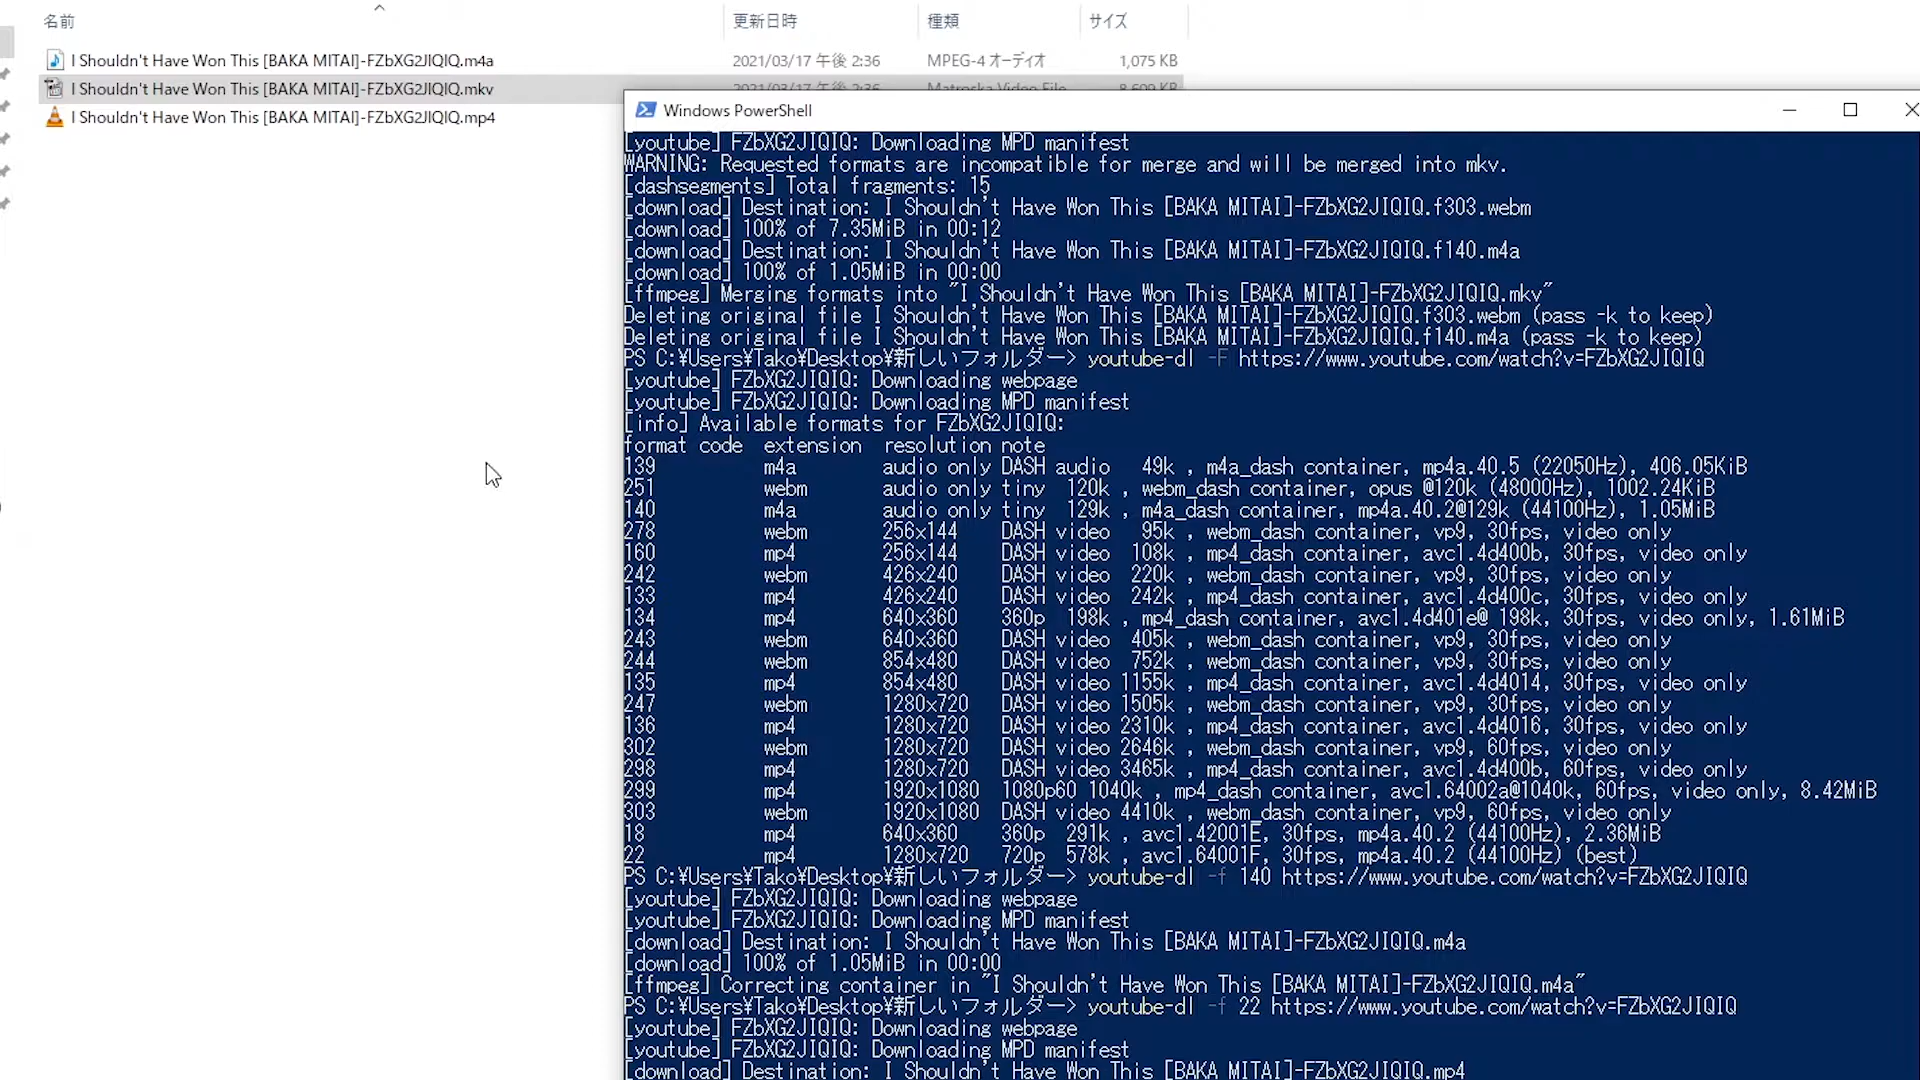 名前 更新日時 種類 サイズ
I Shouldn't Have Won This [BAKA MITAI]-FZbXG2JIQIQ.m4a 2021/03/17 午後 2:36 MPEG-4 オーディオ 1,075 KB
I Shouldn't Have Won This [BAKA MITAI]-FZbXG2JIQIQ.mkv 2021/03/17 午後 2:36 Matroska Video File 8,609 KB
I Shouldn't Have Won This [BAKA MITAI]-FZbXG2JIQIQ.mp4
Windows PowerShell
[youtube] FZbXG2JIQIQ: Downloading MPD manifest
WARNING: Requested formats are incompatible for merge and will be merged into mkv.
[dashsegments] Total fragments: 15
[download] Destination: I Shouldn't Have Won This [BAKA MITAI]-FZbXG2JIQIQ.f303.webm
[download] 100% of 7.35MiB in 00:12
[download] Destination: I Shouldn't Have Won This [BAKA MITAI]-FZbXG2JIQIQ.f140.m4a
[download] 100% of 1.05MiB in 00:00
[ffmpeg] Merging formats into "I Shouldn't Have Won This [BAKA MITAI]-FZbXG2JIQIQ.mkv"
Deleting original file I Shouldn't Have Won This [BAKA MITAI]-FZbXG2JIQIQ.f303.webm (pass -k to keep)
Deleting original file I Shouldn't Have Won This [BAKA MITAI]-FZbXG2JIQIQ.f140.m4a (pass -k to keep)
PS C:¥Users¥Tako¥Desktop¥新しいフォルダー> youtube-dl -F https://www.youtube.com/watch?v=FZbXG2JIQIQ
[youtube] FZbXG2JIQIQ: Downloading webpage
[youtube] FZbXG2JIQIQ: Downloading MPD manifest
[info] Available formats for FZbXG2JIQIQ:
format code extension resolution note
139 m4a audio only DASH audio 49k , m4a_dash container, mp4a.40.5 (22050Hz), 406.05KiB
251 webm audio only tiny 120k , webm_dash container, opus @120k (48000Hz), 1002.24KiB
140 m4a audio only tiny 129k , m4a_dash container, mp4a.40.2@129k (44100Hz), 1.05MiB
278 webm 256x144 DASH video 95k , webm_dash container, vp9, 30fps, video only
160 mp4 256x144 DASH video 108k , mp4_dash container, avc1.4d400b, 30fps, video only
242 webm 426x240 DASH video 220k , webm_dash container, vp9, 30fps, video only
133 mp4 426x240 DASH video 242k , mp4_dash container, avc1.4d400c, 30fps, video only
134 mp4 640x360 360p 198k , mp4_dash container, avc1.4d401e@ 198k, 30fps, video only, 1.61MiB
243 webm 640x360 DASH video 405k , webm_dash container, vp9, 30fps, video only
244 webm 854x480 DASH video 752k , webm_dash container, vp9, 30fps, video only
135 mp4 854x480 DASH video 1155k , mp4_dash container, avc1.4d4014, 30fps, video only
247 webm 1280x720 DASH video 1505k , webm_dash container, vp9, 30fps, video only
136 mp4 1280x720 DASH video 2310k , mp4_dash container, avc1.4d4016, 30fps, video only
302 webm 1280x720 DASH video 2646k , webm_dash container, vp9, 60fps, video only
298 mp4 1280x720 DASH video 3465k , mp4_dash container, avc1.4d400b, 60fps, video only
299 mp4 1920x1080 1080p60 1040k , mp4_dash container, avc1.64002a@1040k, 60fps, video only, 8.42MiB
303 webm 1920x1080 DASH video 4410k , webm_dash container, vp9, 60fps, video only
18 mp4 640x360 360p 291k , avc1.42001E, 30fps, mp4a.40.2 (44100Hz), 2.36MiB
22 mp4 1280x720 720p 578k , avc1.64001F, 30fps, mp4a.40.2 (44100Hz) (best)
PS C:¥Users¥Tako¥Desktop¥新しいフォルダー> youtube-dl -f 140 https://www.youtube.com/watch?v=FZbXG2JIQIQ
[youtube] FZbXG2JIQIQ: Downloading webpage
[youtube] FZbXG2JIQIQ: Downloading MPD manifest
[download] Destination: I Shouldn't Have Won This [BAKA MITAI]-FZbXG2JIQIQ.m4a
[download] 100% of 1.05MiB in 00:00
[ffmpeg] Correcting container in "I Shouldn't Have Won This [BAKA MITAI]-FZbXG2JIQIQ.m4a"
PS C:¥Users¥Tako¥Desktop¥新しいフォルダー> youtube-dl -f 22 https://www.youtube.com/watch?v=FZbXG2JIQIQ
[youtube] FZbXG2JIQIQ: Downloading webpage
[youtube] FZbXG2JIQIQ: Downloading MPD manifest
[download] Destination: I Shouldn't Have Won This [BAKA MITAI]-FZbXG2JIQIQ.mp4